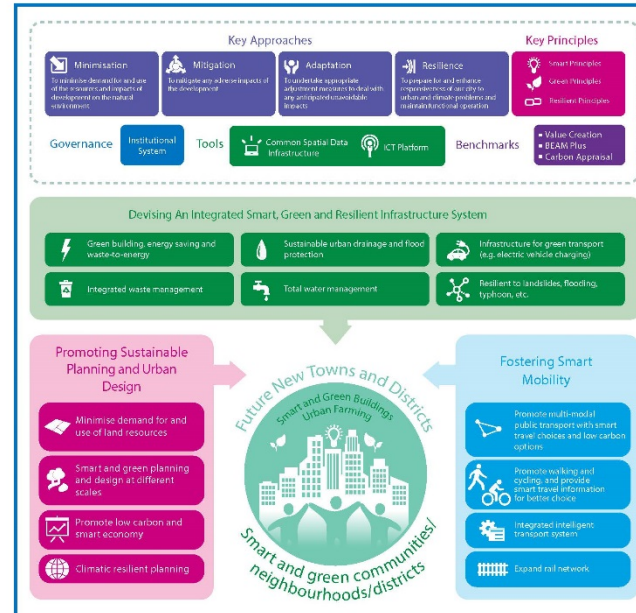 Key Approaches
Key Principles
Minimisation
To minimise demand for and use
of the resources and impacts of
development on the natural
environment
Mitigation
To mitigate any adverse impacts of
the development
Adaptation
To undertake appropriate
adjustment measures to deal with
any anticipated unavoidable
impacts
Resilience
To prepare for and enhance
responsiveness of our city to
urban and climate problems and
maintain functional operation
Smart Principles
Green Principles
Resilient Principles
Governance
Institutional
System
Tools
Common Spatial Data
Infrastructure
ICT Platform
Benchmarks
▪ Value Creation
▪ BEAM Plus
▪ Carbon Appraisal
Devising An Integrated Smart, Green and Resilient Infrastructure System
Green building, energy saving and
waste-to-energy
Sustainable urban drainage and flood
protection
Infrastructure for green transport
(e.g. electric vehicle charging)
Integrated waste management
Total water management
Resilient to landslides, flooding,
typhoon, etc.
Promoting Sustainable
Planning and Urban
Design
Minimise demand for and
use of land resources
Smart and green planning
and design at different
scales
Promote low carbon and
smart economy
Climatic resilient planning
Future New Towns and Districts
Smart and Green Buildings
Urban Farming
Smart and green communities/
neighbourhoods/districts
Fostering Smart
Mobility
Promote multi-modal
public transport with smart
travel choices and low carbon
options
Promote walking and
cycling, and provide
smart travel information
for better choice
Integrated intelligent
transport system
Expand rail network